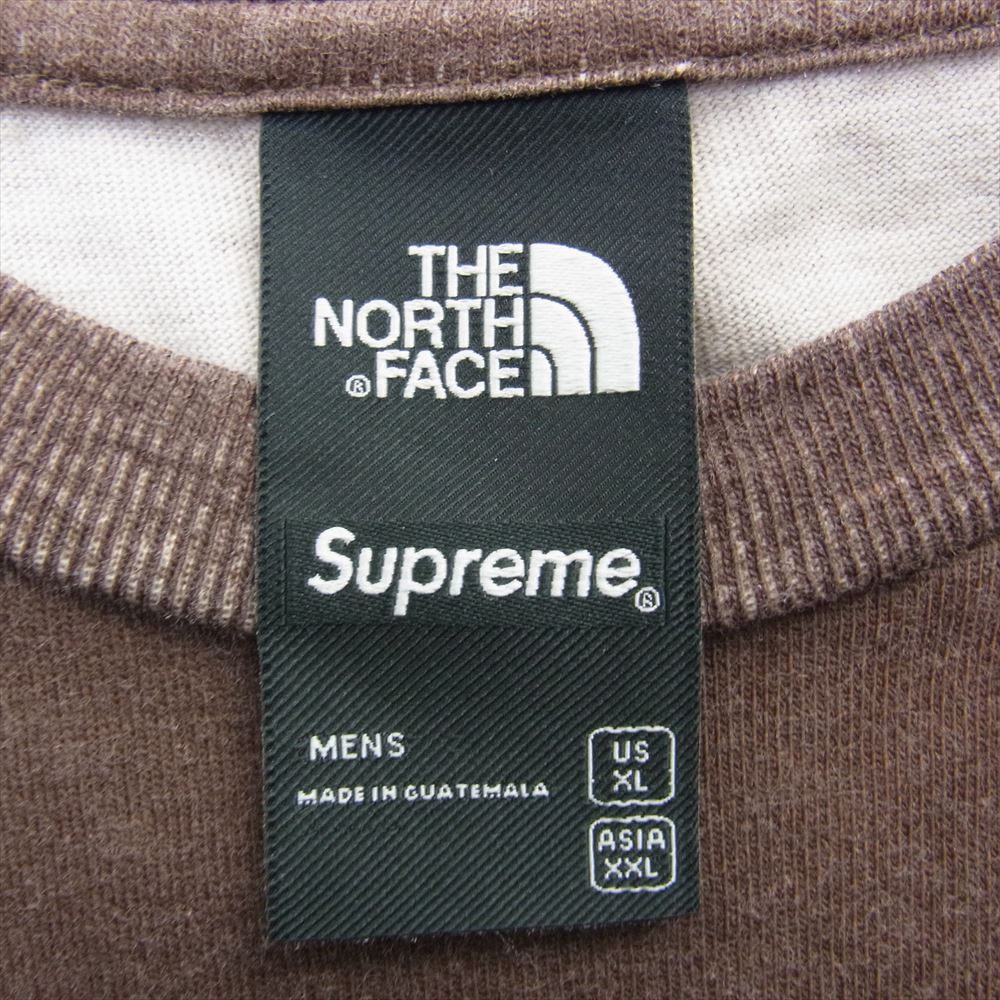 THE
NORTH
® FACE
Supreme®
MENS
MADE IN GUATEMALA
US
XL
ASIA
XXL